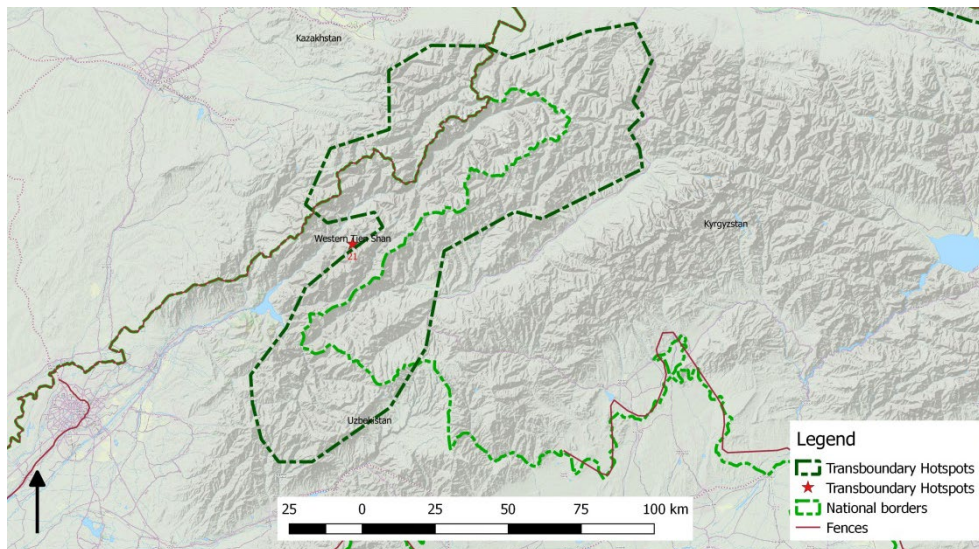 Kazakhstan
Western Tien Shan
21
Kyrgyzstan
Uzbekistan
Legend
Transboundary Hotspots
Transboundary Hotspots
National borders
Fences
25 0 25 50 75 100 km